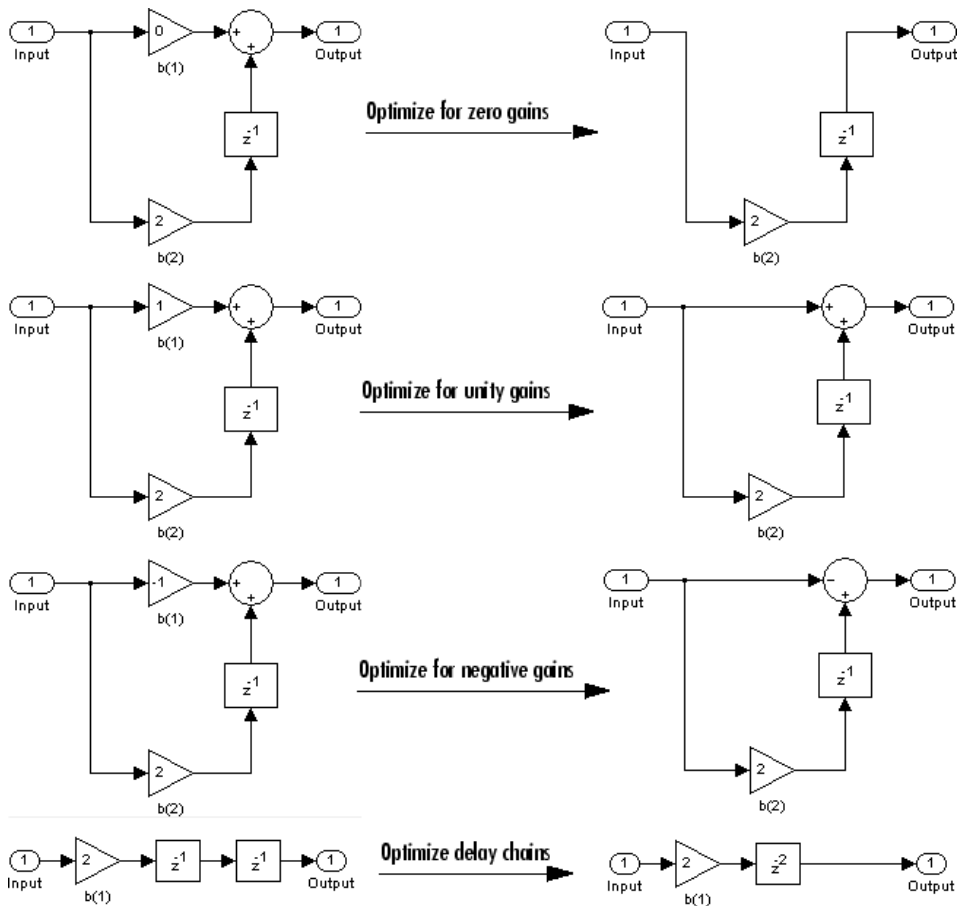 1 0 + 1 1 1
Input b(1) + Output Input Output
Optimize for zero gains
z-1 z-1
2 2
b(2) b(2)
1 1 + 1 1 + 1
Input b(1) + Output Input + Output
Optimize for unity gains
z-1 z-1
2 2
b(2) b(2)
1 -1 + 1 1 − 1
Input b(1) + Output Input + Output
Optimize for negative gains
z-1 z-1
2 2
b(2) b(2)
1 2 z-1 z-1 1 Optimize delay chains 1 2 z-2 1
Input b(1) Output Input b(1) Output